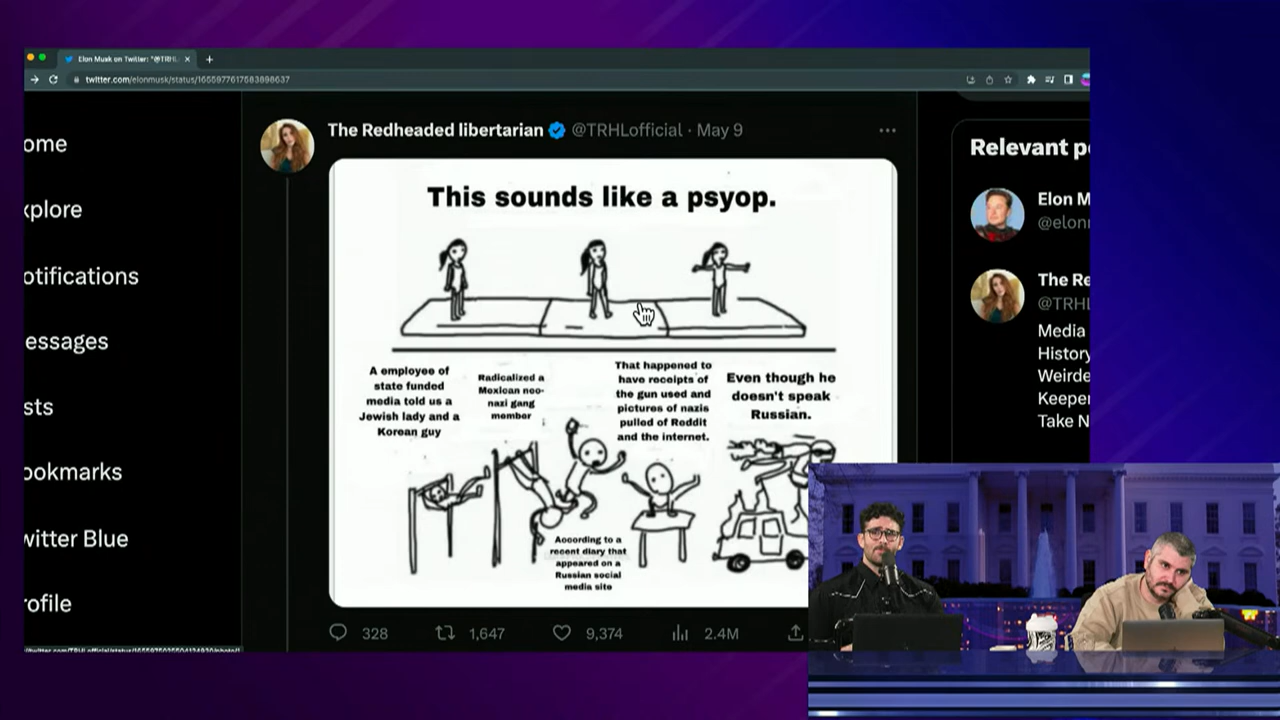 Elon Musk on Twitter: "@TRHL
twitter.com/elonmusk/status/1655977617583898637
ome
xplore
otifications
essages
sts
ookmarks
witter Blue
rofile
The Redheaded libertarian @TRHLofficial · May 9
This sounds like a psyop.
A employee of
state funded
media told us a
Jewish lady and a
Korean guy
Radicalized a
Mexican neo-
nazi gang
member
According to a
recent diary that
appeared on a
Russian social
media site
That happened to
have receipts of
the gun used and
pictures of nazis
pulled of Reddit
and the internet.
Even though he
doesn't speak
Russian.
328 1,647 9,374 2.4M
Relevant p
Elon M
@elon
The Re
@TRHL
Media
History
Weirde
Keeper
Take N